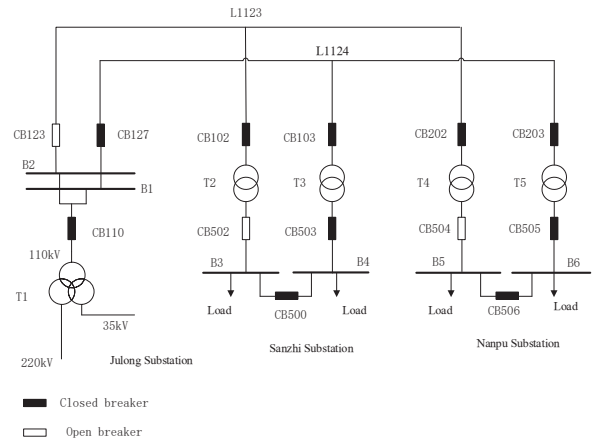 L1123
L1124
CB123
CB127
CB102
CB103
CB202
CB203
B2
B1
T2
T3
T4
T5
CB110
CB502
CB503
CB504
CB505
110kV
B3
B4
B5
B6
T1
Load
CB500
Load
Load
CB506
Load
35kV
220kV
Julong Substation
Sanzhi Substation
Nanpu Substation
Closed breaker
Open breaker